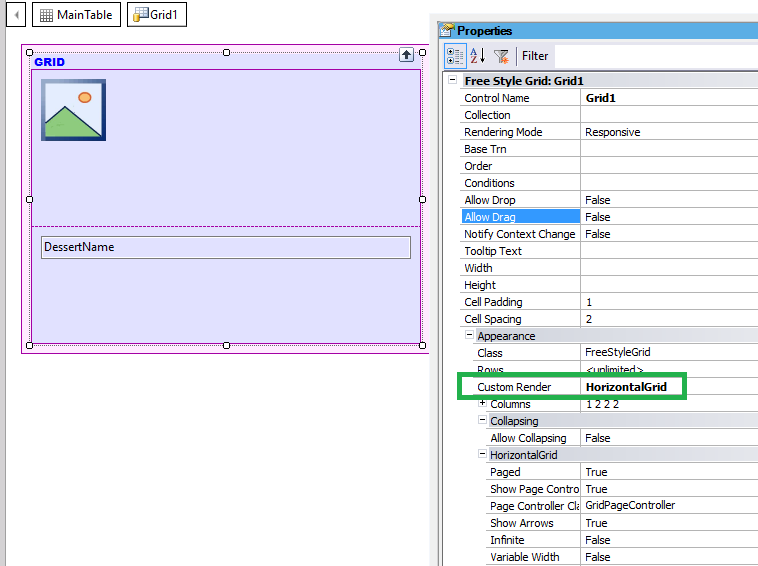 MainTable Grid1
GRID
DessertName
Properties
Filter
Free Style Grid: Grid1
Control Name Grid1
Collection
Rendering Mode Responsive
Base Trn
Order
Conditions
Allow Drop False
Allow Drag False
Notify Context Change False
Tooltip Text
Width
Height
Cell Padding 1
Cell Spacing 2
Appearance
Class FreeStyleGrid
Rows <unlimited>
Custom Render HorizontalGrid
Columns 1 2 2 2
Collapsing
Allow Collapsing False
HorizontalGrid
Paged True
Show Page Contro True
Page Controller Cla GridPageController
Show Arrows True
Infinite False
Variable Width False